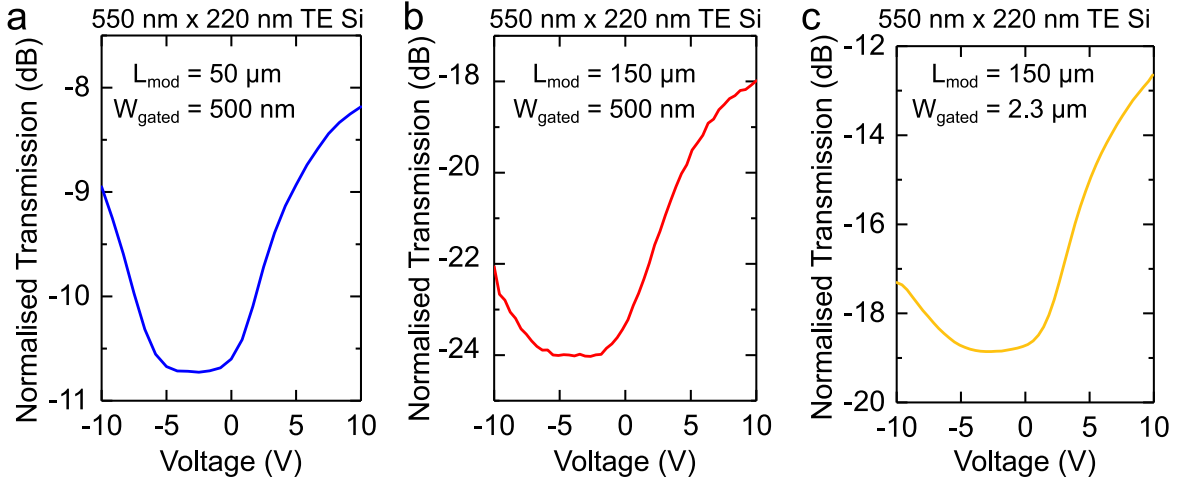 a
550 nm x 220 nm TE Si
Normalised Transmission (dB)
L_mod = 50 µm
W_gated = 500 nm
-8
-9
-10
-11
-10 -5 0 5 10
Voltage (V)
b
550 nm x 220 nm TE Si
Normalised Transmission (dB)
L_mod = 150 µm
W_gated = 500 nm
-18
-20
-22
-24
-10 -5 0 5 10
Voltage (V)
c
550 nm x 220 nm TE Si
Normalised Transmission (dB)
L_mod = 150 µm
W_gated = 2.3 µm
-12
-14
-16
-18
-20
-10 -5 0 5 10
Voltage (V)